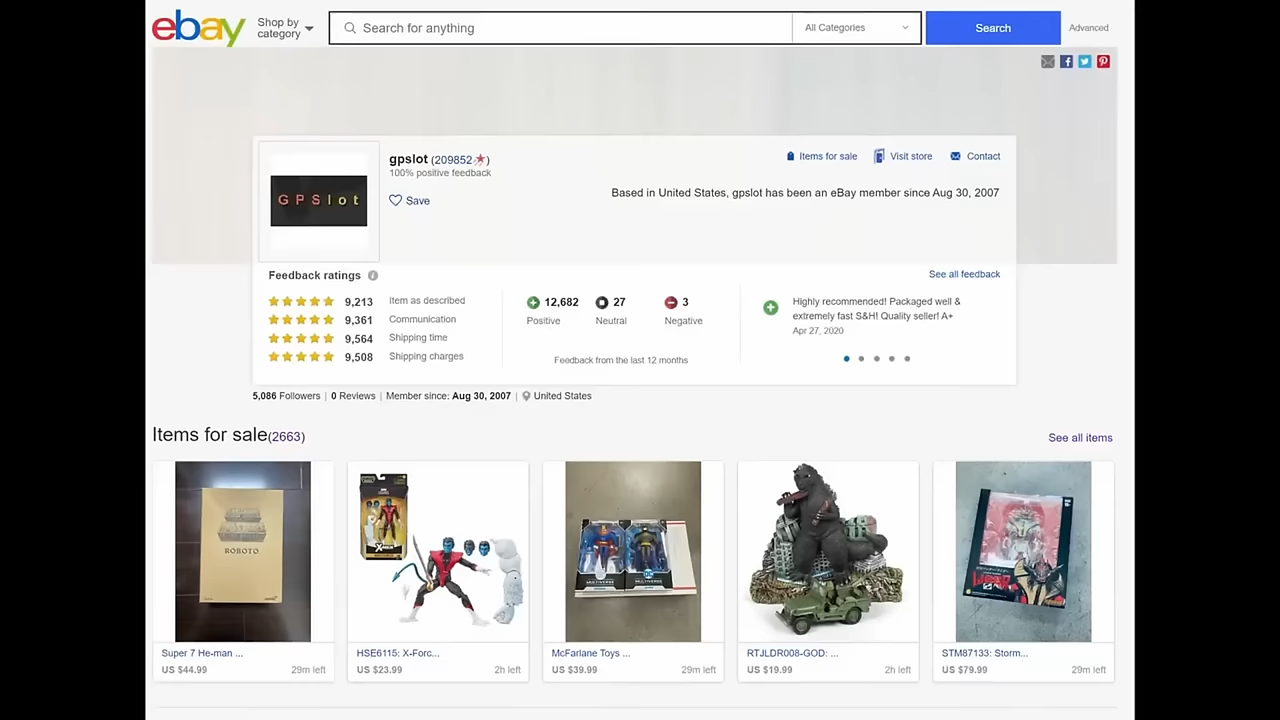 ebay
Shop by
category
Search for anything
All Categories
Search
Advanced
GPSlot
gpslot (209852)
100% positive feedback
Save
Items for sale
Visit store
Contact
Based in United States, gpslot has been an eBay member since Aug 30, 2007
Feedback ratings
See all feedback
9,213 Item as described
9,361 Communication
9,564 Shipping time
9,508 Shipping charges
12,682
Positive
27
Neutral
3
Negative
Feedback from the last 12 months
Highly recommended! Packaged well &
extremely fast S&H! Quality seller! A+
Apr 27, 2020
5,086 Followers | 0 Reviews | Member since: Aug 30, 2007 | United States
Items for sale(2663)
See all items
ROBOTO
X-MEN
MULTIVERSE
MULTIVERSE
Super 7 He-man ...
US $44.99 29m left
HSE6115: X-Forc...
US $23.99 2h left
McFarlane Toys ...
US $39.99 29m left
RTJLDR008-GOD: ...
US $19.99 2h left
STM87133: Storm...
US $79.99 29m left